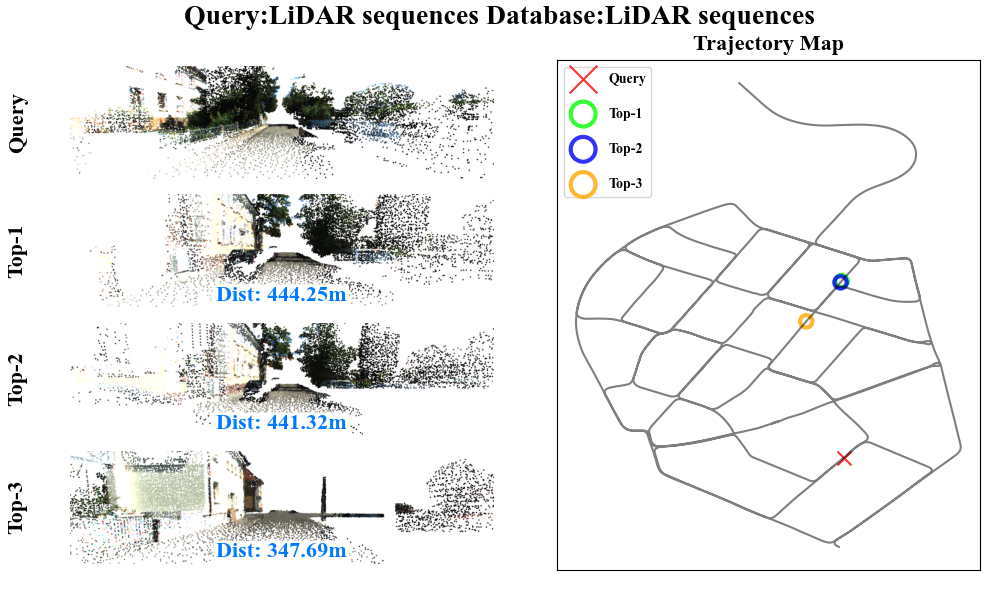 Query:LiDAR sequences Database:LiDAR sequences
Trajectory Map
Query
Top-1
Dist: 444.25m
Top-2
Dist: 441.32m
Top-3
Dist: 347.69m
Query
Top-1
Top-2
Top-3